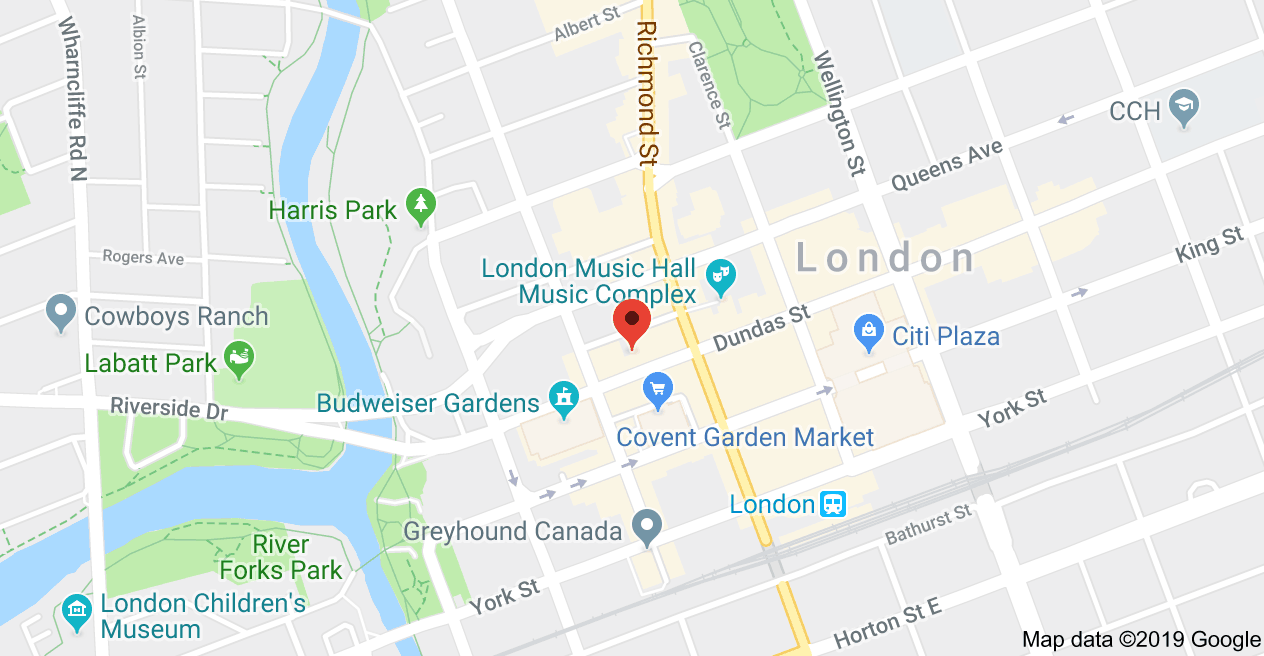 Albert St
Richmond St
Clarence St
Wellington St
Wharncliffe Rd N
Albion St
CCH
Queens Ave
Harris Park
King St
London
Rogers Ave
London Music Hall
Music Complex
Cowboys Ranch
Dundas St
Citi Plaza
Labatt Park
Riverside Dr
Budweiser Gardens
York St
Covent Garden Market
London
Bathurst St
Greyhound Canada
River
Forks Park
York St
London Children's
Museum
Horton St E
Map data ©2019 Google